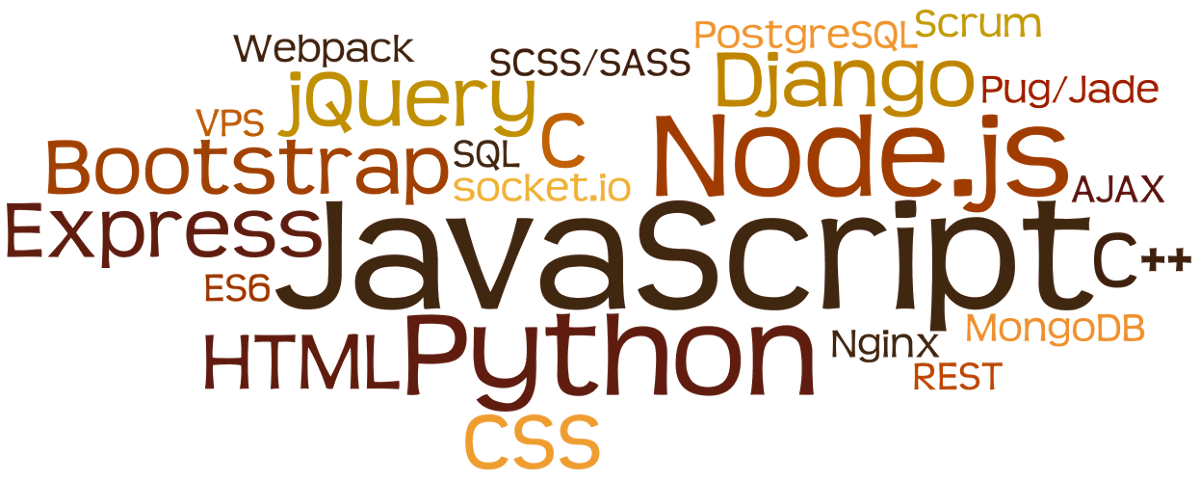 Scrum
PostgreSQL
Webpack
SCSS/SASS
jQuery
Django
Pug/Jade
VPS
Bootstrap
SQL
C
socket.io
Node.js
AJAX
Express
JavaScript
C++
ES6
HTML
Python
Nginx
MongoDB
REST
CSS